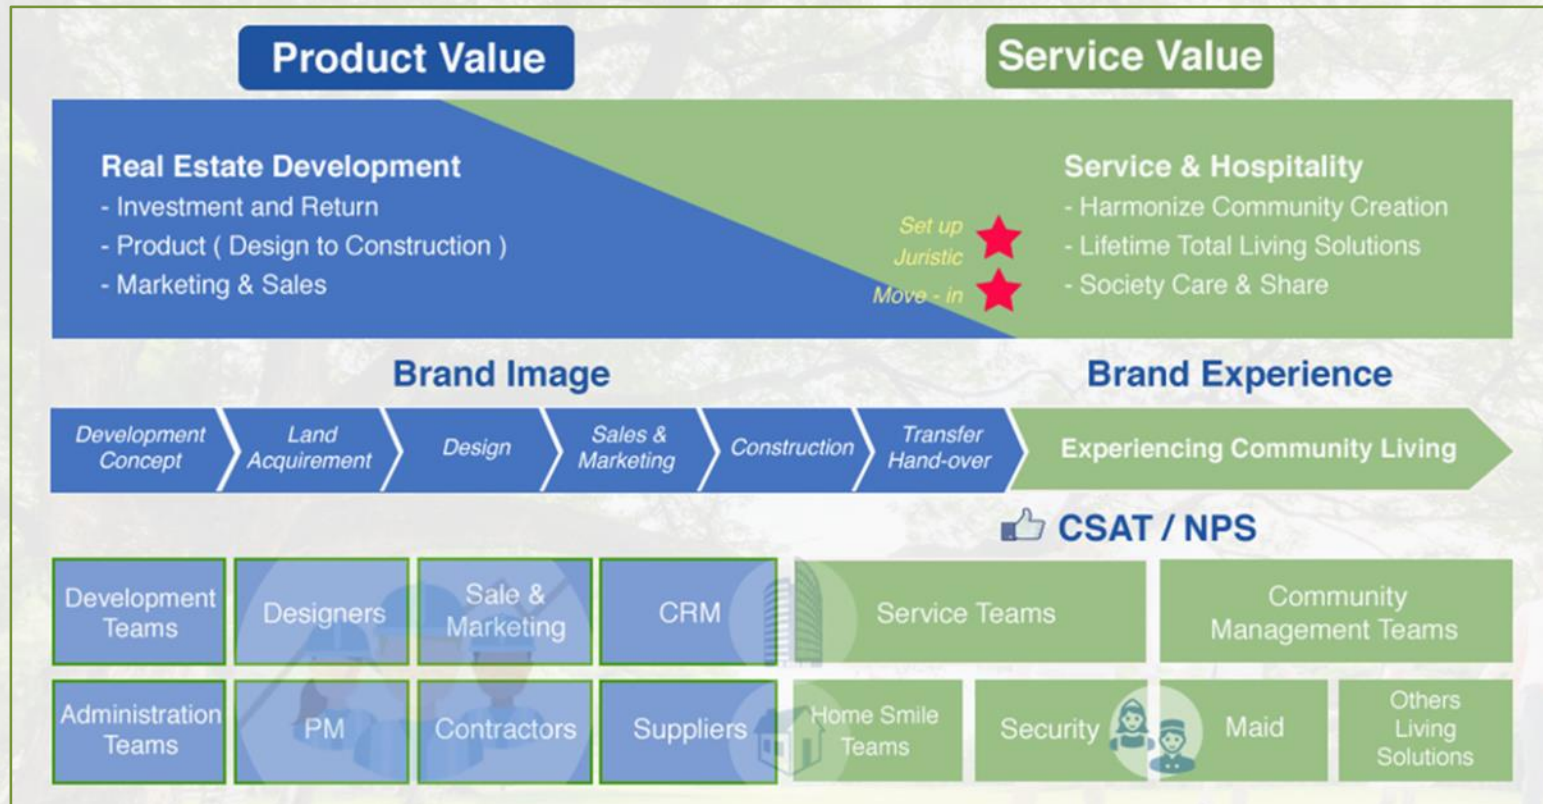 Product Value
Service Value
Real Estate Development
- Investment and Return
- Product ( Design to Construction )
- Marketing & Sales
Set up
Juristic
Move - in
Service & Hospitality
- Harmonize Community Creation
- Lifetime Total Living Solutions
- Society Care & Share
Brand Image
Brand Experience
Development
Concept
Land
Acquirement
Design
Sales &
Marketing
Construction
Transfer
Hand-over
Experiencing Community Living
CSAT / NPS
Development
Teams
Designers
Sale &
Marketing
CRM
Service Teams
Community
Management Teams
Administration
Teams
PM
Contractors
Suppliers
Home Smile
Teams
Security
Maid
Others
Living
Solutions